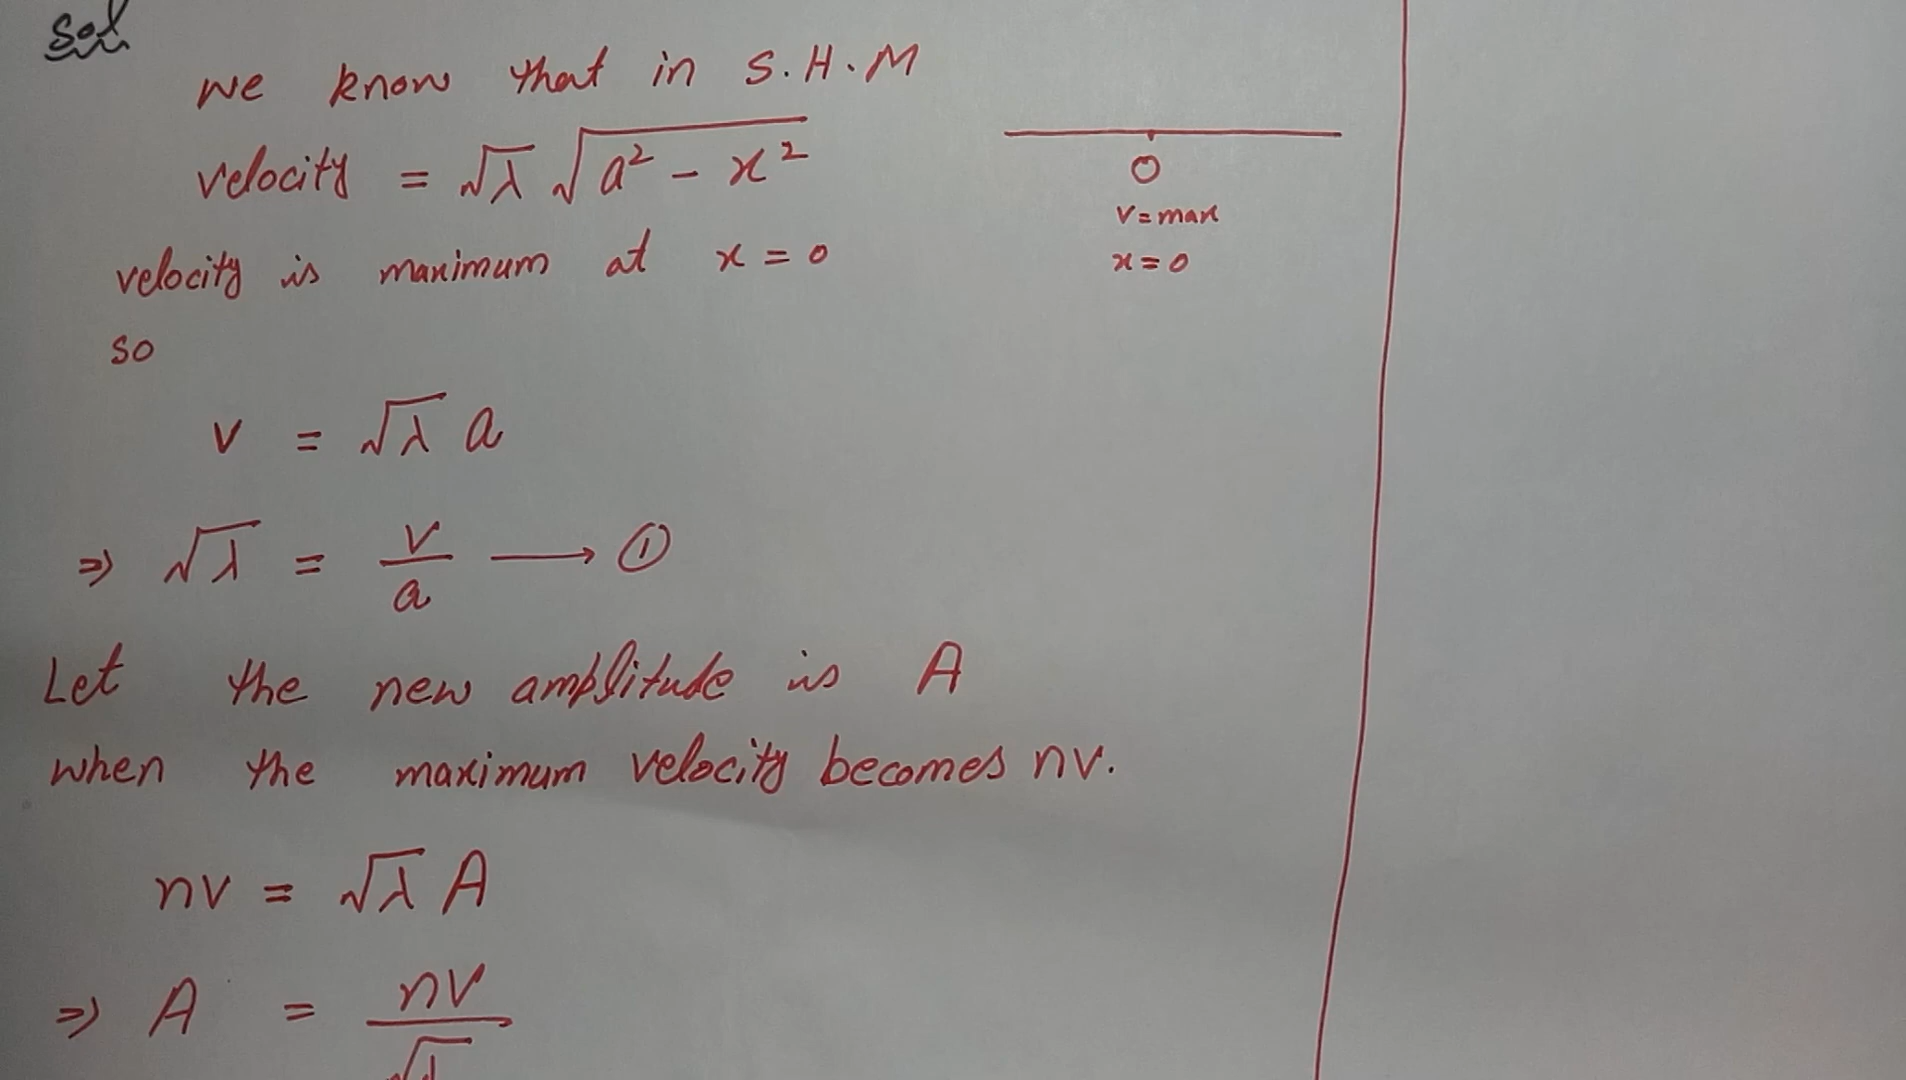 Sol
We know that in S.H.M
velocity = √λ √(a² - x²)
velocity is maximum at x = 0
O
v = max
x = 0
so
v = √λ a
⇒ √λ = v/a ⟶ ①
Let the new amplitude is A
when the maximum velocity becomes nv.
nv = √λ A
⇒ A = nv/√λ